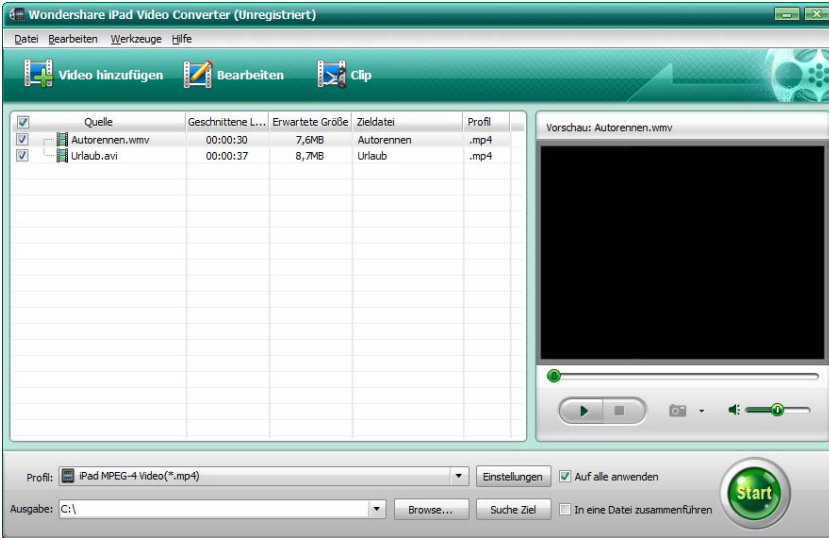 Wondershare iPad Video Converter (Unregistriert)
Datei Bearbeiten Werkzeuge Hilfe
Video hinzufügen Bearbeiten Clip
Quelle Geschnittene L... Erwartete Größe Zieldatei Profil
Autorennen.wmv 00:00:30 7,6MB Autorennen .mp4
Urlaub.avi 00:00:37 8,7MB Urlaub .mp4
Vorschau: Autorennen.wmv
Profil: iPad MPEG-4 Video(*.mp4) Einstellungen Auf alle anwenden
Start
Ausgabe: C:\ Browse... Suche Ziel In eine Datei zusammenführen